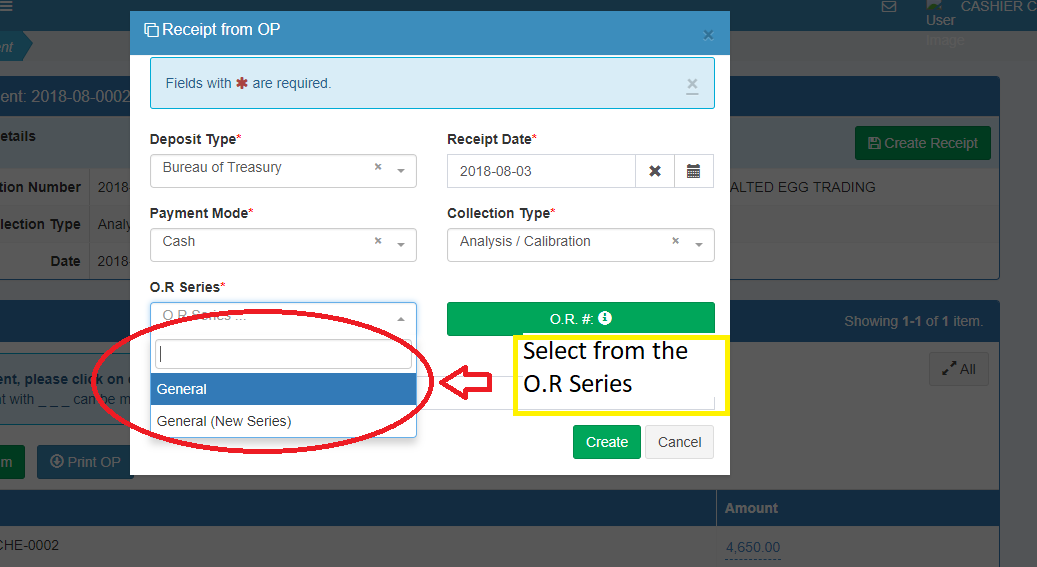 Receipt from OP
×
CASHIER C
User
Image
ent
ent: 2018-08-0002
Fields with ✱ are required.
×
etails
Create Receipt
Deposit Type*
Receipt Date*
Bureau of Treasury × 
2018-08-03
tion Number 2018-
ALTED EGG TRADING
Payment Mode*
Collection Type*
llection Type Analy
Cash ×
Analysis / Calibration ×
Date 2018-
O.R Series*
O.R Series ...
O.R. #:
Showing 1-1 of 1 item.
Select from the
O.R Series
General
General (New Series)
ent, please click on
nt with _ _ _ can be m
All
Create
Cancel
m
Print OP
Amount
CHE-0002
4,650.00